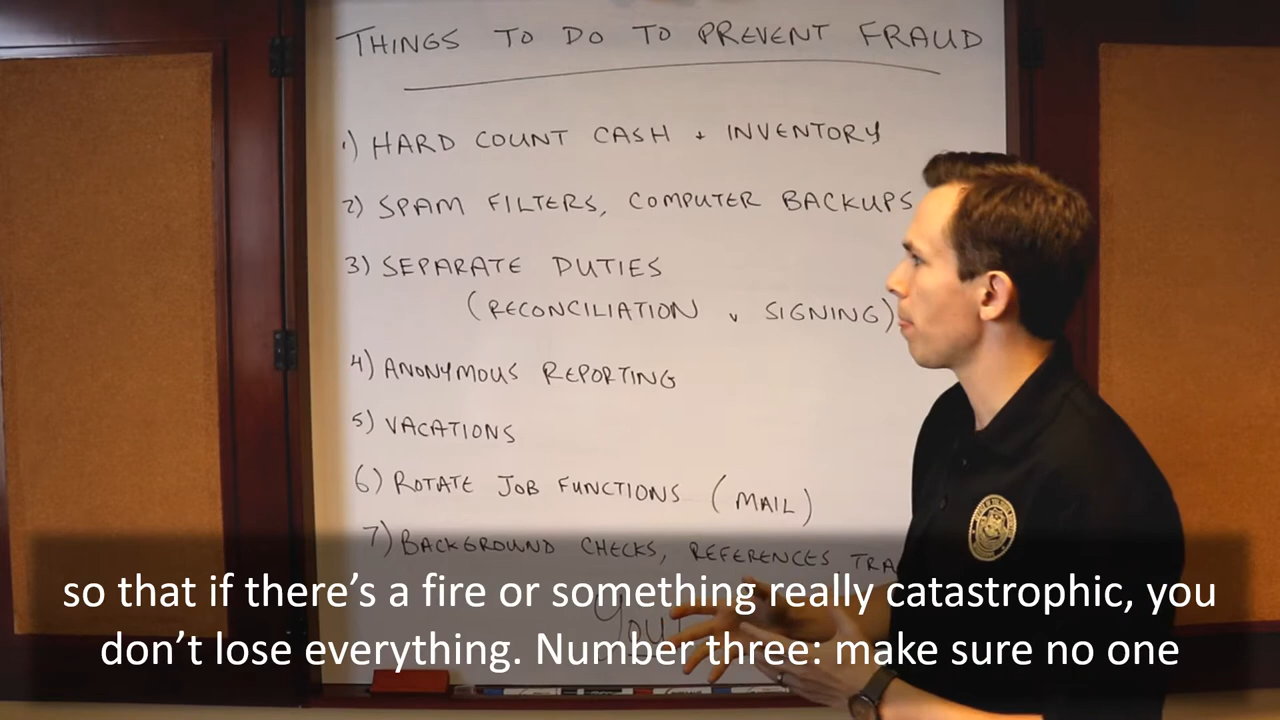 THINGS TO DO TO PREVENT FRAUD
1) HARD COUNT CASH + INVENTORY
2) SPAM FILTERS, COMPUTER BACKUPS
3) SEPARATE DUTIES
(RECONCILIATION v SIGNING)
4) ANONYMOUS REPORTING
5) VACATIONS
6) ROTATE JOB FUNCTIONS (MAIL)
7) BACKGROUND CHECKS, REFERENCES TRA
You
so that if there's a fire or something really catastrophic, you
don't lose everything. Number three: make sure no one